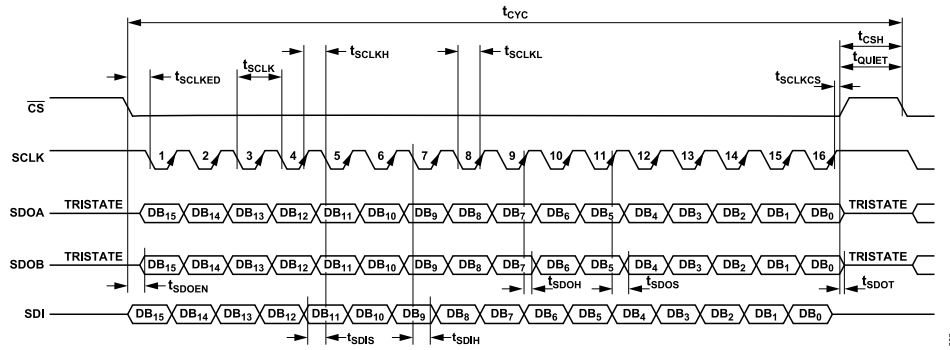 tCYC
tCSH
tSCLKH
tSCLKL
tSCLK
tSCLKED
tQUIET
tSCLKCS
CS
SCLK 1 2 3 4 5 6 7 8 9 10 11 12 13 14 15 16
SDOA TRISTATE DB15 DB14 DB13 DB12 DB11 DB10 DB9 DB8 DB7 DB6 DB5 DB4 DB3 DB2 DB1 DB0 TRISTATE
SDOB TRISTATE DB15 DB14 DB13 DB12 DB11 DB10 DB9 DB8 DB7 DB6 DB5 DB4 DB3 DB2 DB1 DB0 TRISTATE
tSDOEN tSDOH tSDOS tSDOT
SDI DB15 DB14 DB13 DB12 DB11 DB10 DB9 DB8 DB7 DB6 DB5 DB4 DB3 DB2 DB1 DB0
tSDIS tSDIH